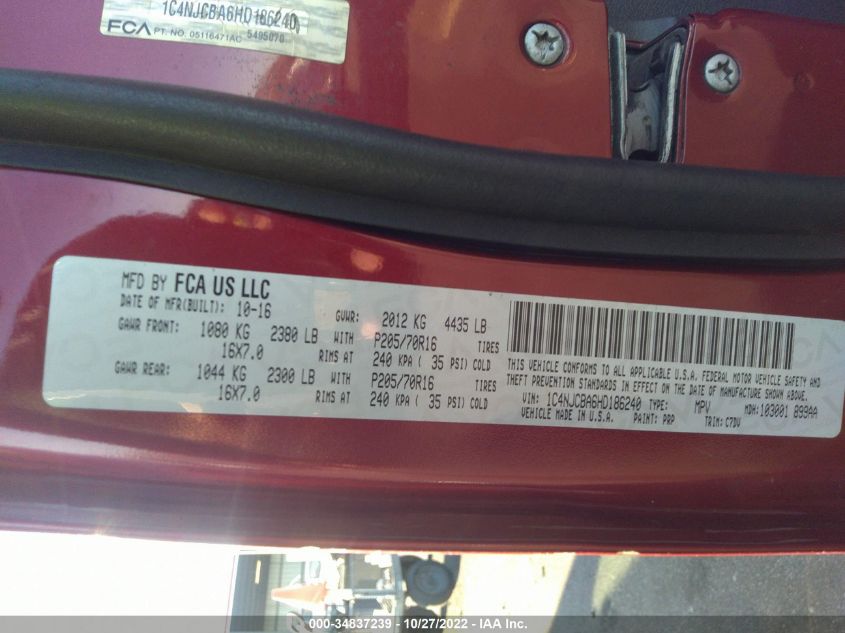 1C4NJCBA6HD186240
FCA PT. NO. 05116471AC 5495070
MFD BY FCA US LLC
DATE OF MFR(BUILT): 10-16 GVWR: 2012 KG 4435 LB
GAWR FRONT: 1080 KG 2380 LB WITH P205/70R16 TIRES
16X7.0 RIMS AT 240 KPA ( 35 PSI) COLD
GAWR REAR: 1044 KG 2300 LB WITH P205/70R16 TIRES
16X7.0 RIMS AT 240 KPA ( 35 PSI) COLD
THIS VEHICLE CONFORMS TO ALL APPLICABLE U.S.A. FEDERAL MOTOR VEHICLE SAFETY AND
THEFT PREVENTION STANDARDS IN EFFECT ON THE DATE OF MANUFACTURE SHOWN ABOVE.
VIN: 1C4NJCBA6HD186240 TYPE: MPV MDH:103001 899AA
VEHICLE MADE IN U.S.A. PAINT: PRP TRIM: C7DV
000-34837239 - 10/27/2022 - IAA Inc.